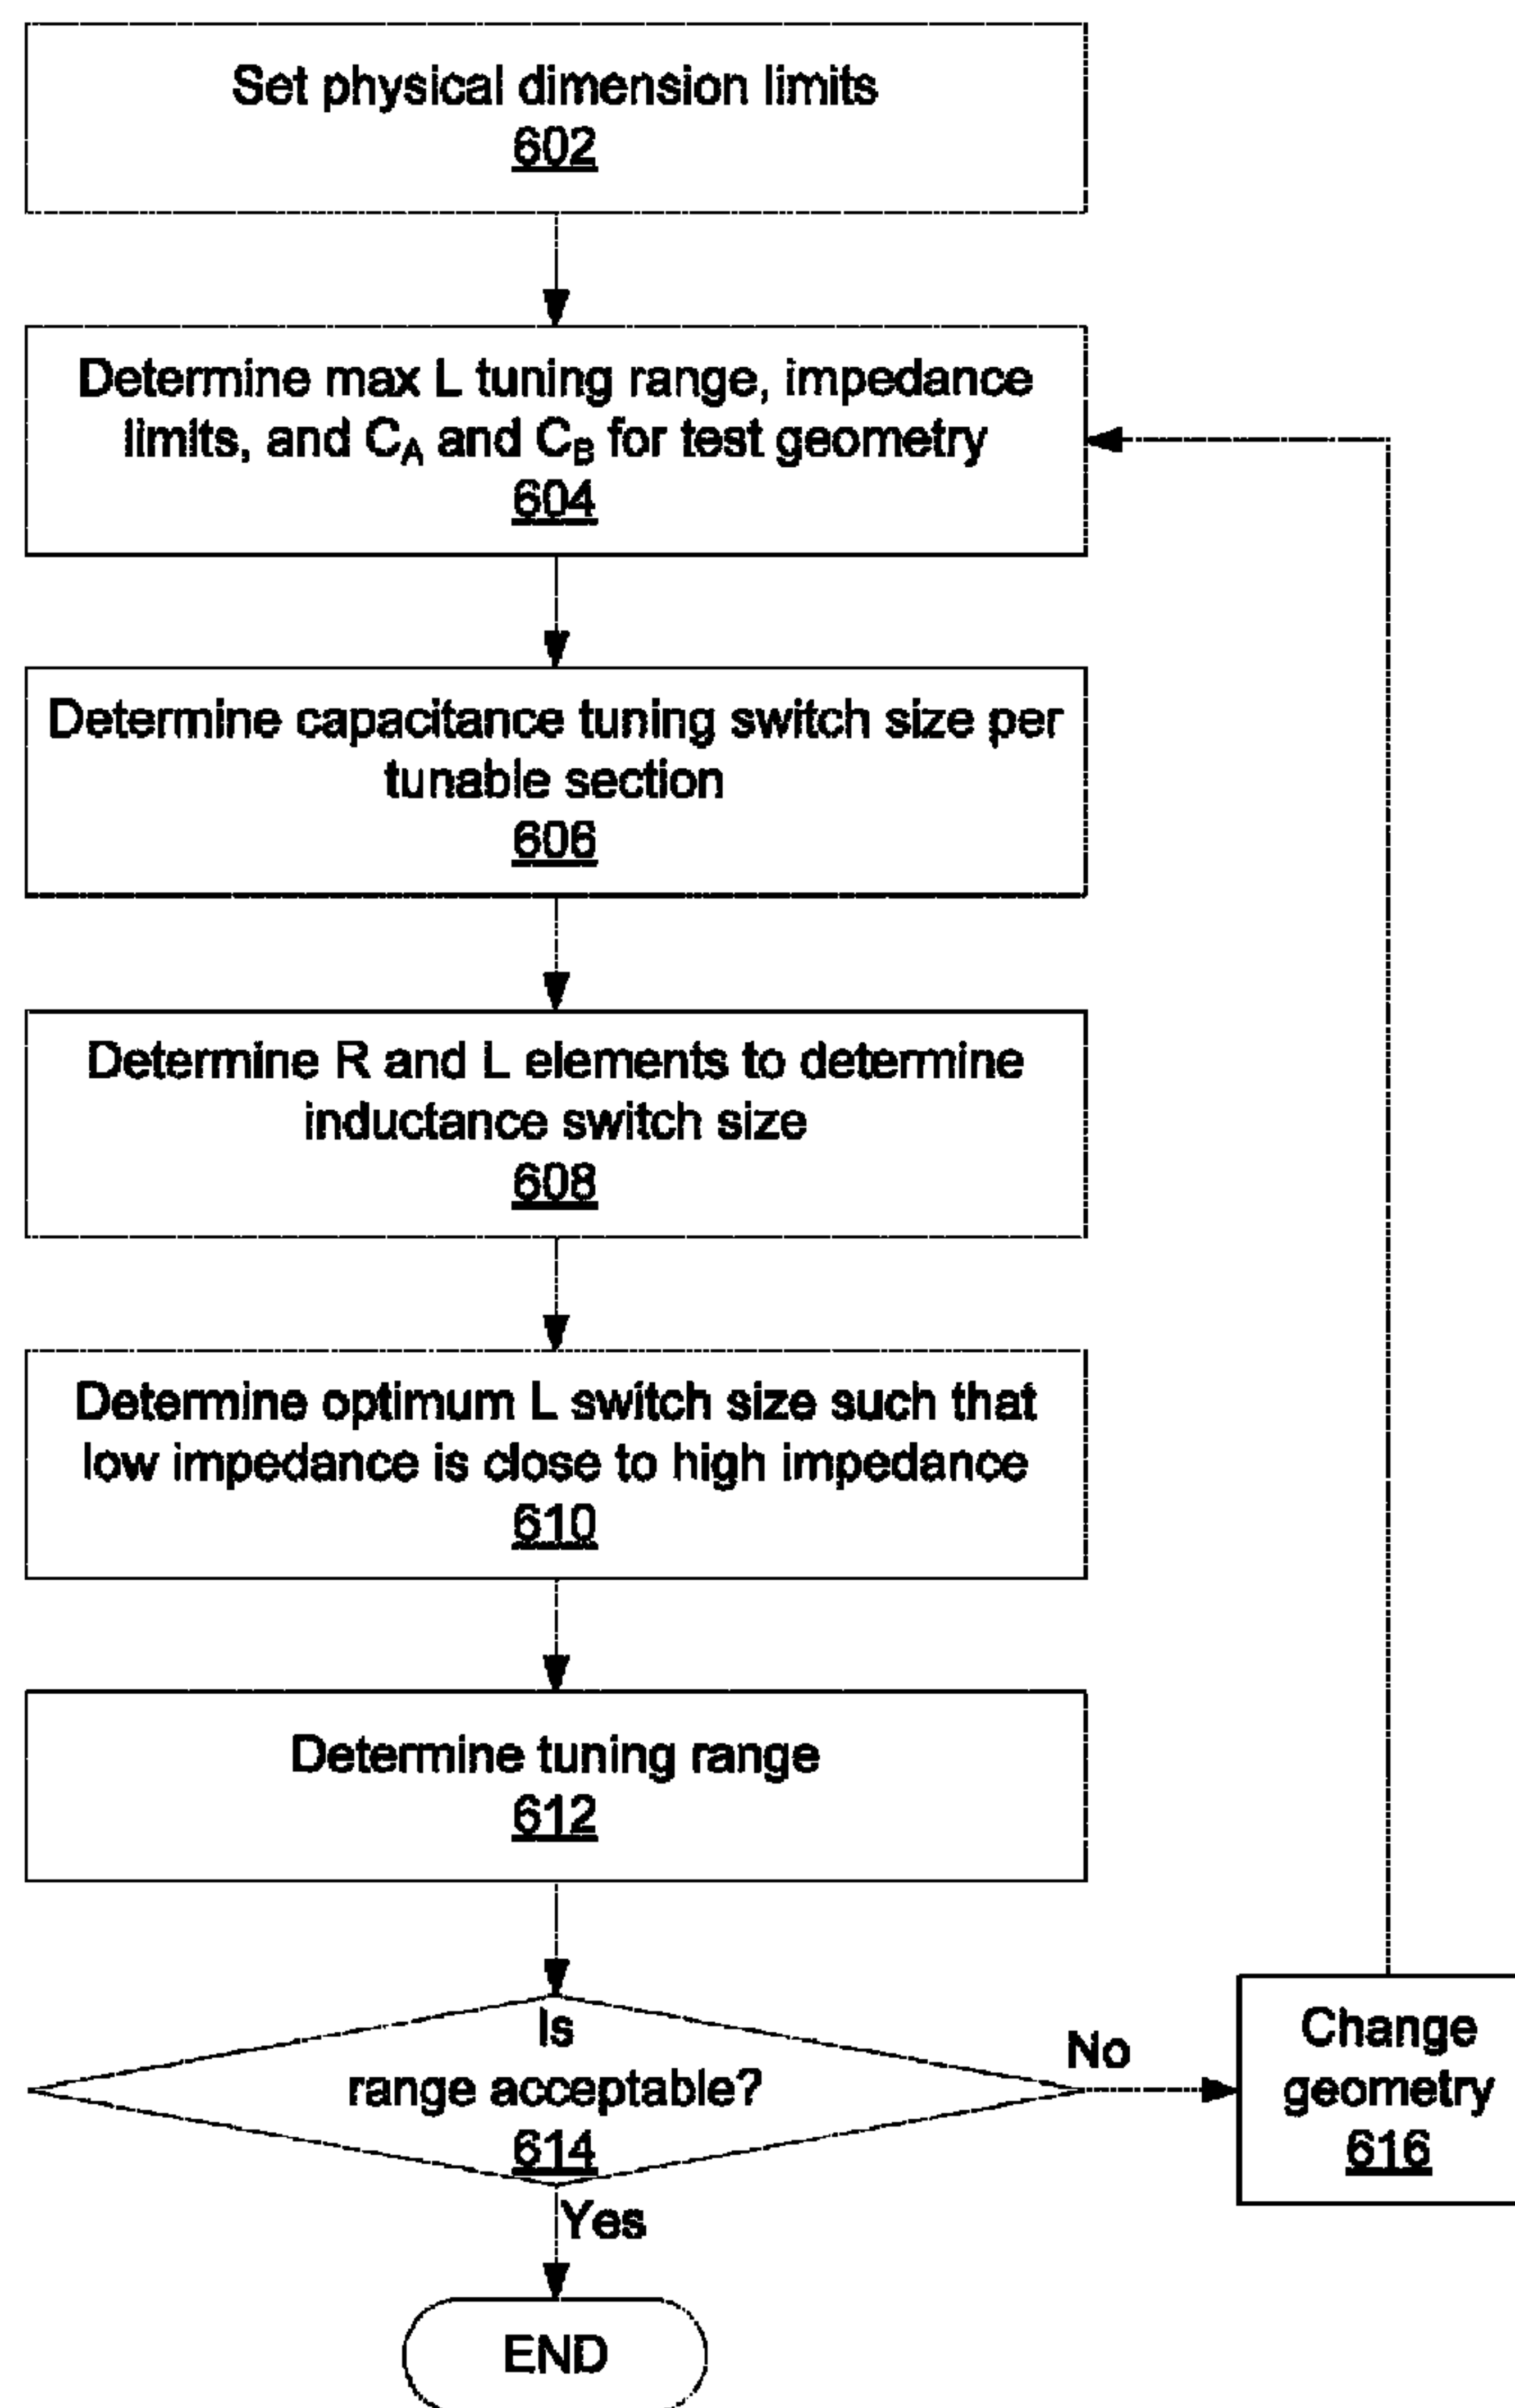 Set physical dimension limits
602
Determine max L tuning range, impedance
limits, and C_A and C_B for test geometry
604
Determine capacitance tuning switch size per
tunable section
606
Determine R and L elements to determine
inductance switch size
608
Determine optimum L switch size such that
low impedance is close to high impedance
610
Determine tuning range
612
Is
range acceptable?
614
No
Change
geometry
616
Yes
END